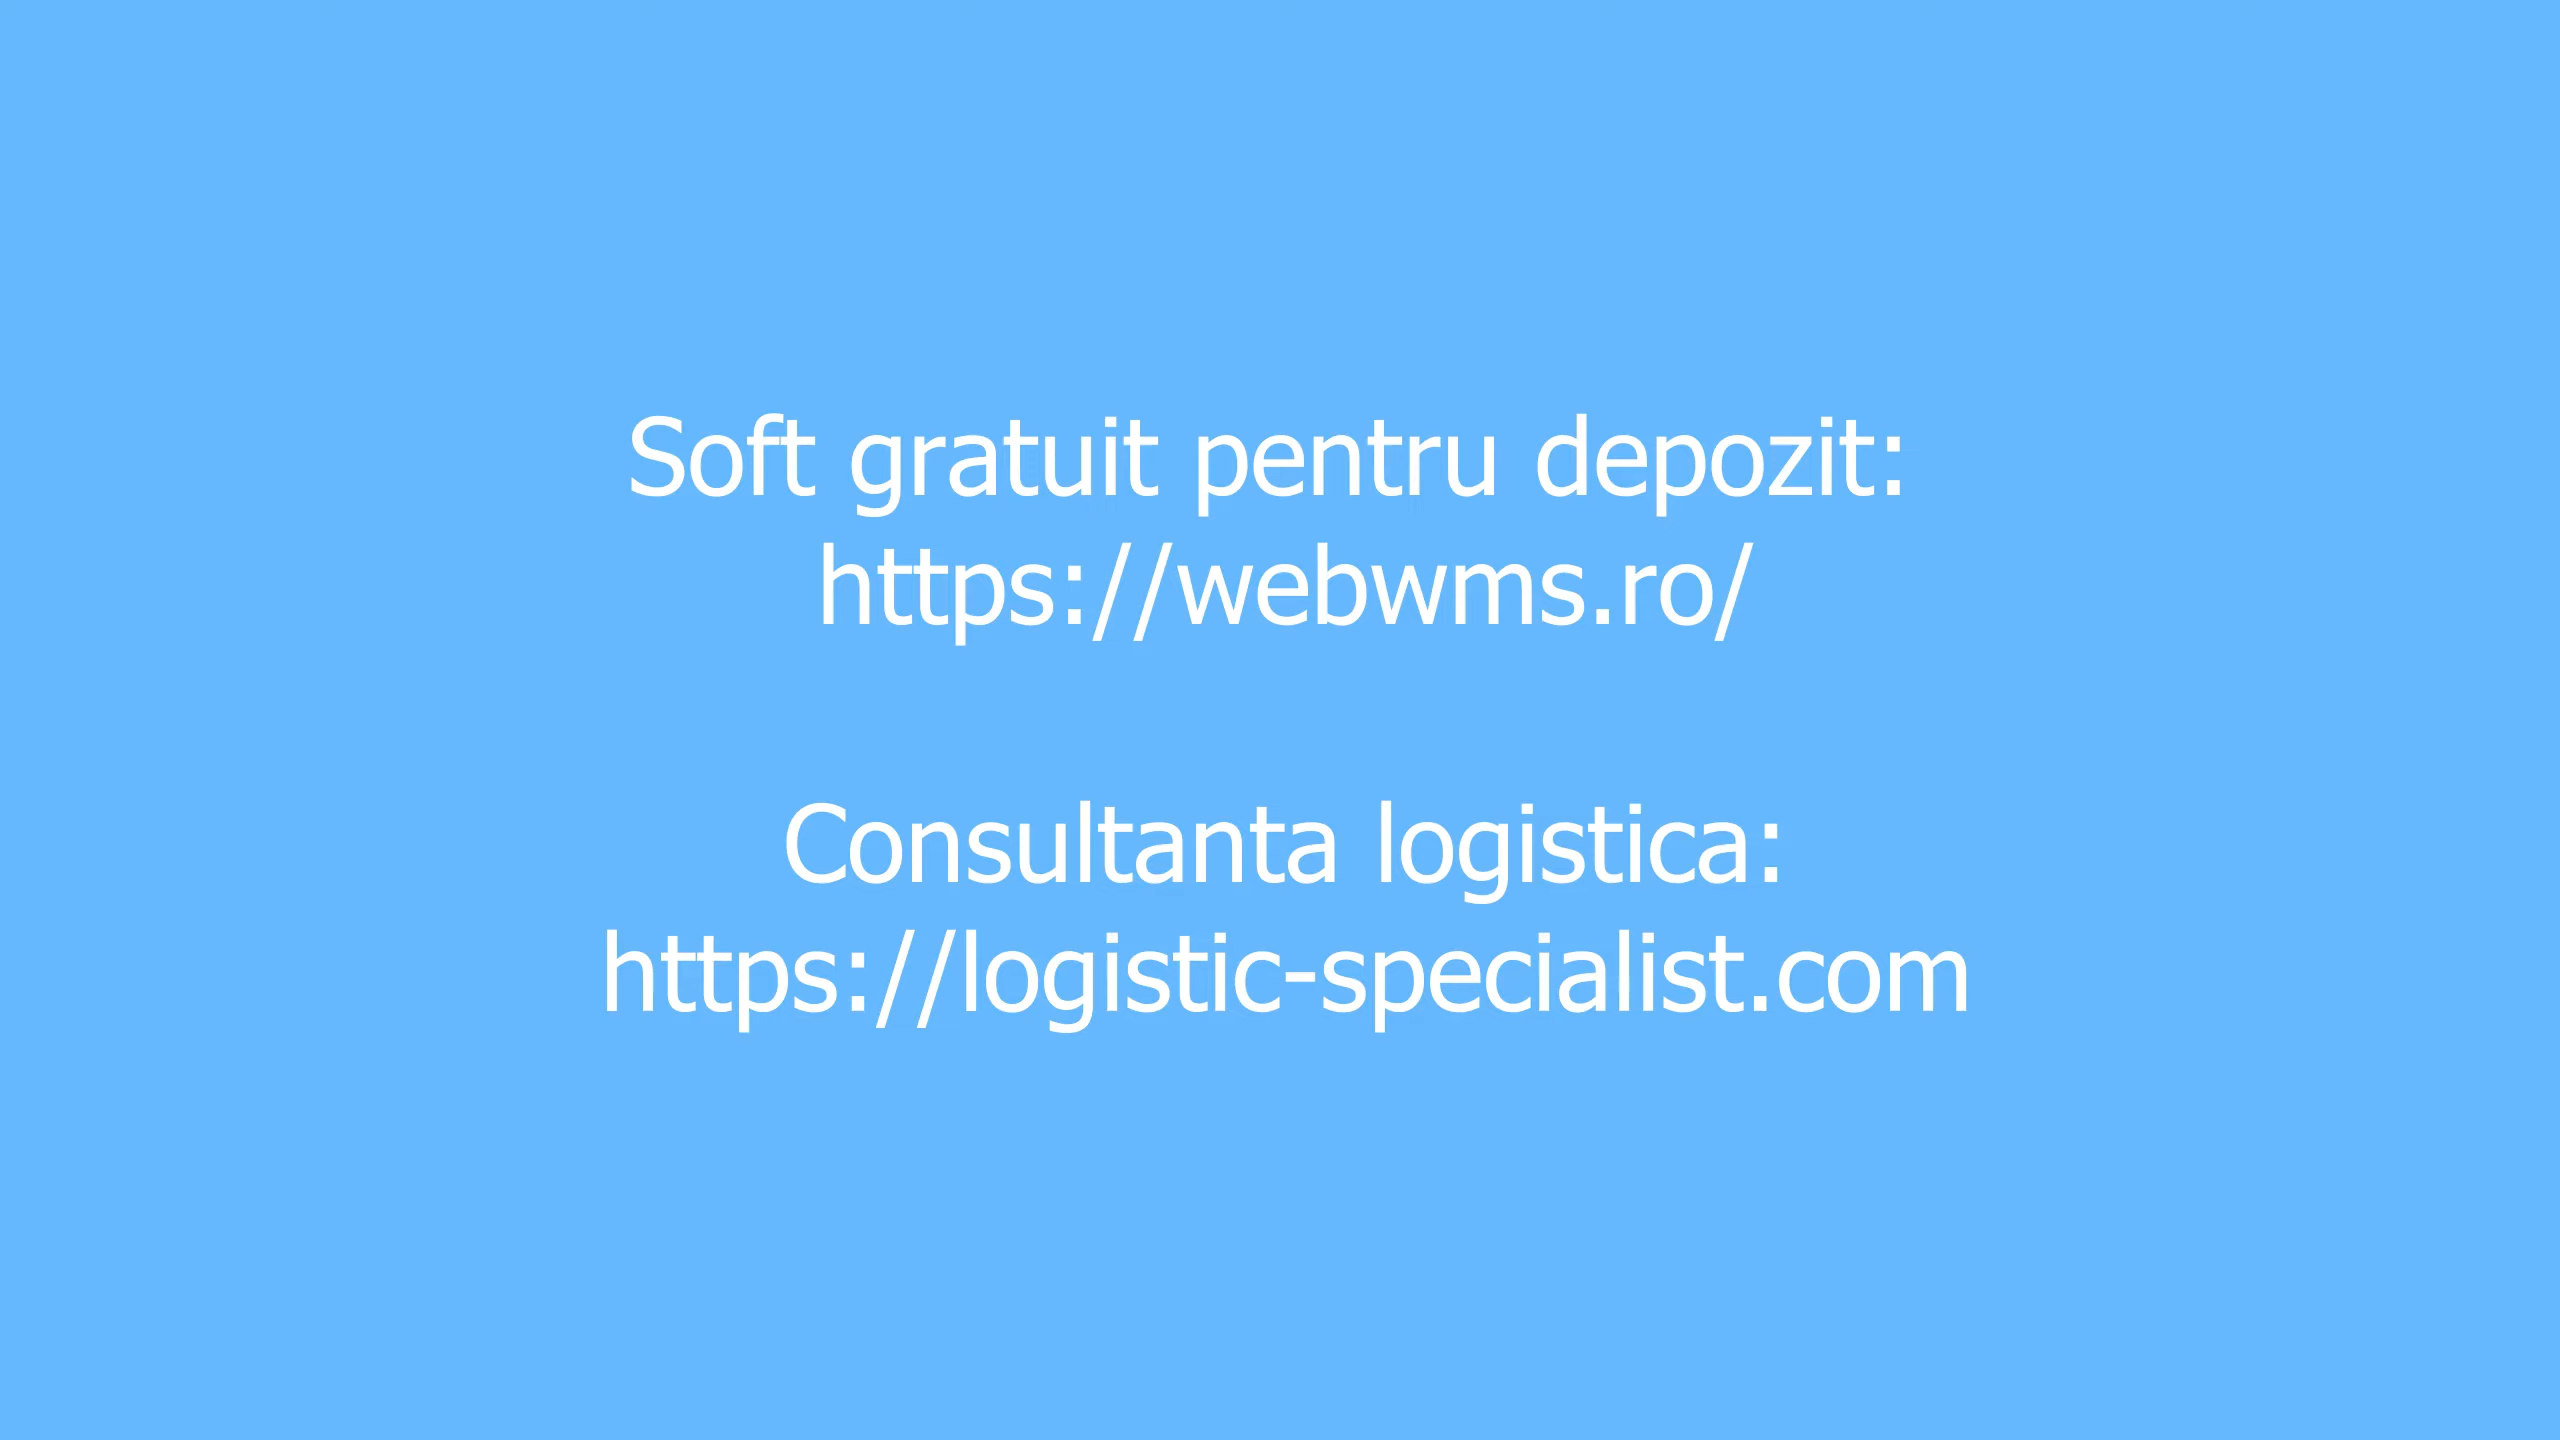 Soft gratuit pentru depozit:
https://webwms.ro/
Consultanta logistica:
https://logistic-specialist.com